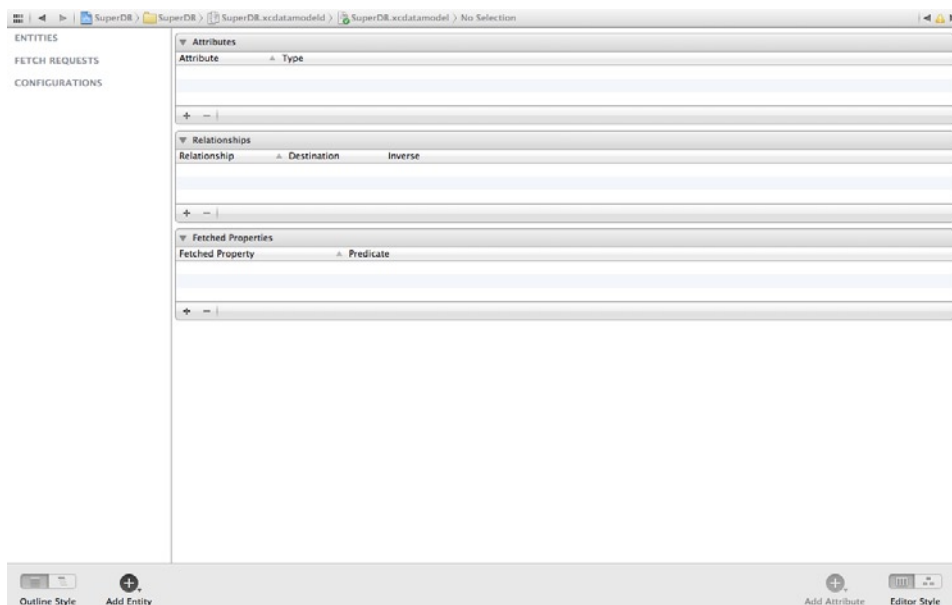 SuperDB > SuperDB > SuperDB.xcdatamodeld > SuperDB.xcdatamodel > No Selection
ENTITIES
FETCH REQUESTS
CONFIGURATIONS
Attributes
Attribute Type
+ −
Relationships
Relationship Destination Inverse
+ −
Fetched Properties
Fetched Property Predicate
+ −
Outline Style Add Entity Add Attribute Editor Style